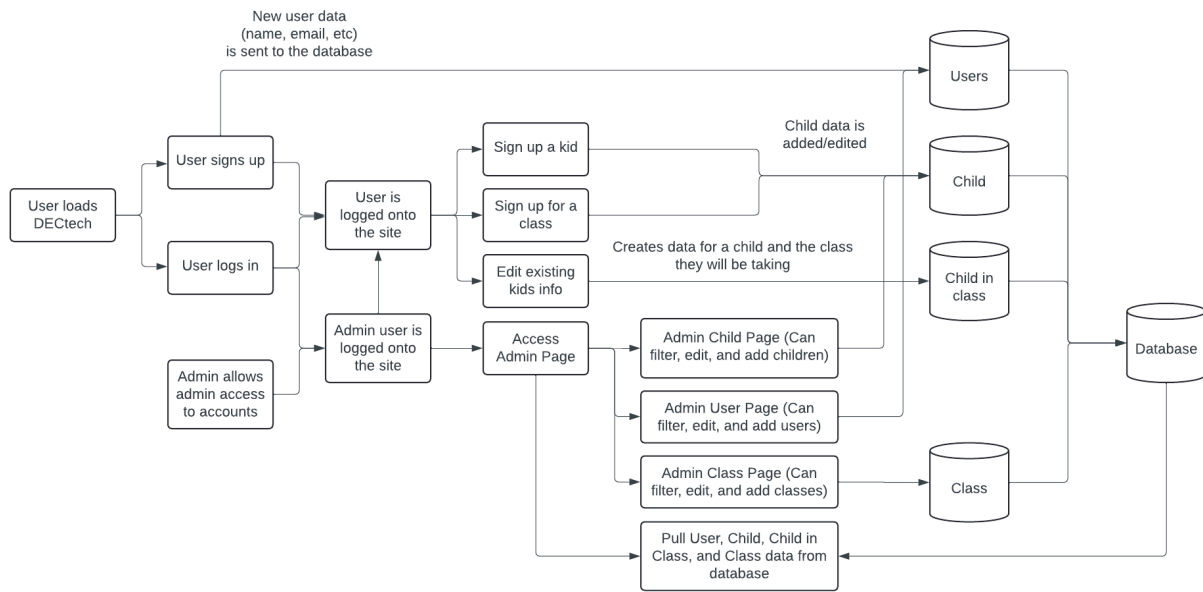 New user data
(name, email, etc)
is sent to the database
Users
Child data is
added/edited
User signs up
Sign up a kid
Child
User loads
DECtech
User is
logged onto
the site
Sign up for a
class
User logs in
Creates data for a child and the class
they will be taking
Edit existing
kids info
Child in
class
Admin user is
logged onto
the site
Access
Admin Page
Admin Child Page (Can
filter, edit, and add children)
Database
Admin allows
admin access
to accounts
Admin User Page (Can
filter, edit, and add users)
Admin Class Page (Can
filter, edit, and add classes)
Class
Pull User, Child, Child in
Class, and Class data from
database